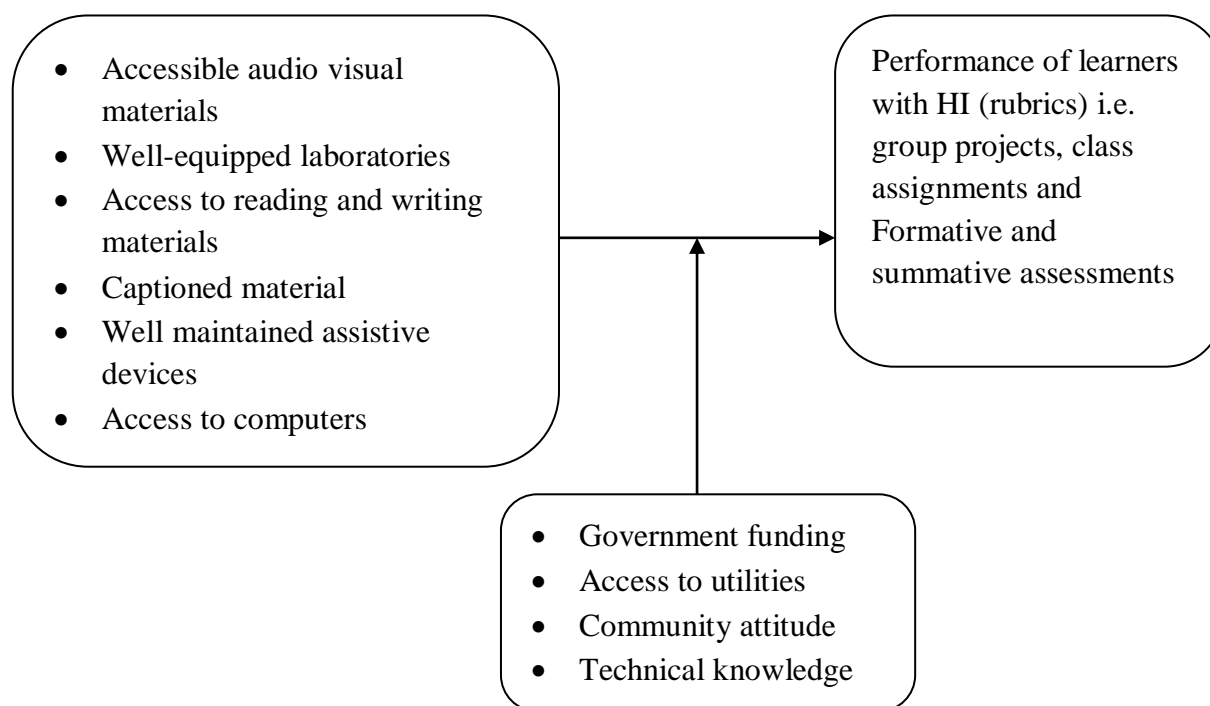 • Accessible audio visual
materials
• Well-equipped laboratories
• Access to reading and writing
materials
• Captioned material
• Well maintained assistive
devices
• Access to computers
Performance of learners
with HI (rubrics) i.e.
group projects, class
assignments and
Formative and
summative assessments
• Government funding
• Access to utilities
• Community attitude
• Technical knowledge